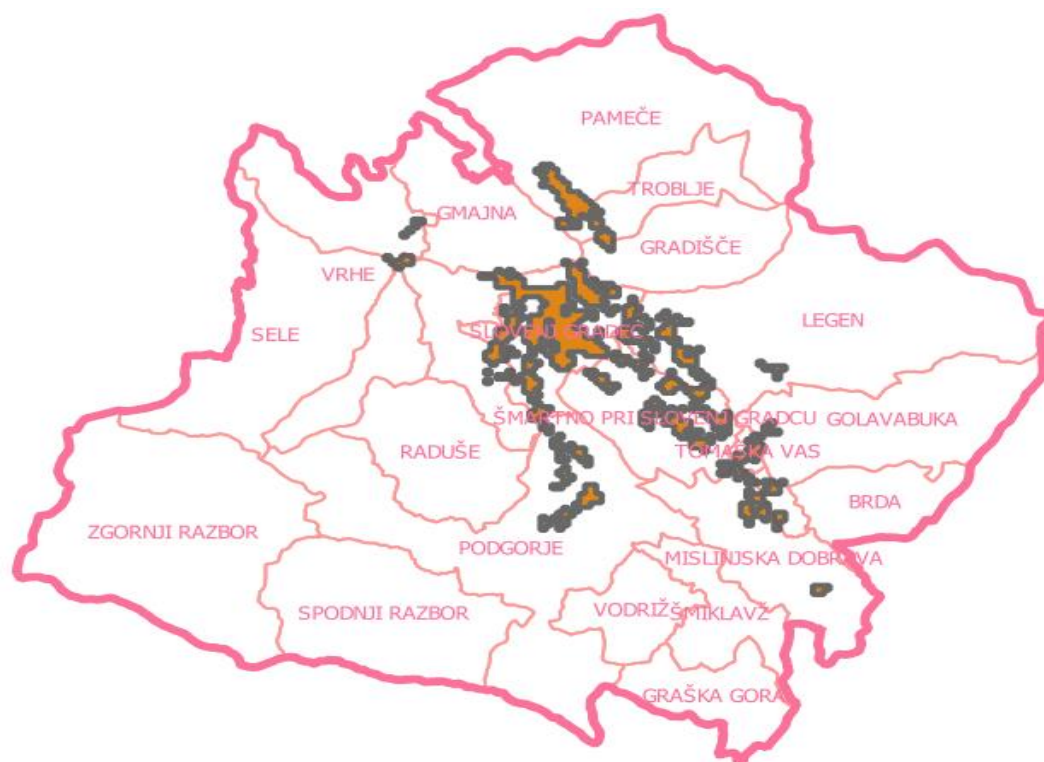 PAMEČE
TROBLJE
GMAJNA
GRADIŠČE
VRHE
LEGEN
SELE
SLOVENJ GRADEC
ŠMARTNO PRI SLOVENJ GRADCU
GOLAVABUKA
RADUŠE
TOMAŠKA VAS
BRDA
ZGORNJI RAZBOR
PODGORJE
MISLINJSKA DOBRAVA
SPODNJI RAZBOR
VODRIŽ
ŠMIKLAVŽ
GRAŠKA GORA